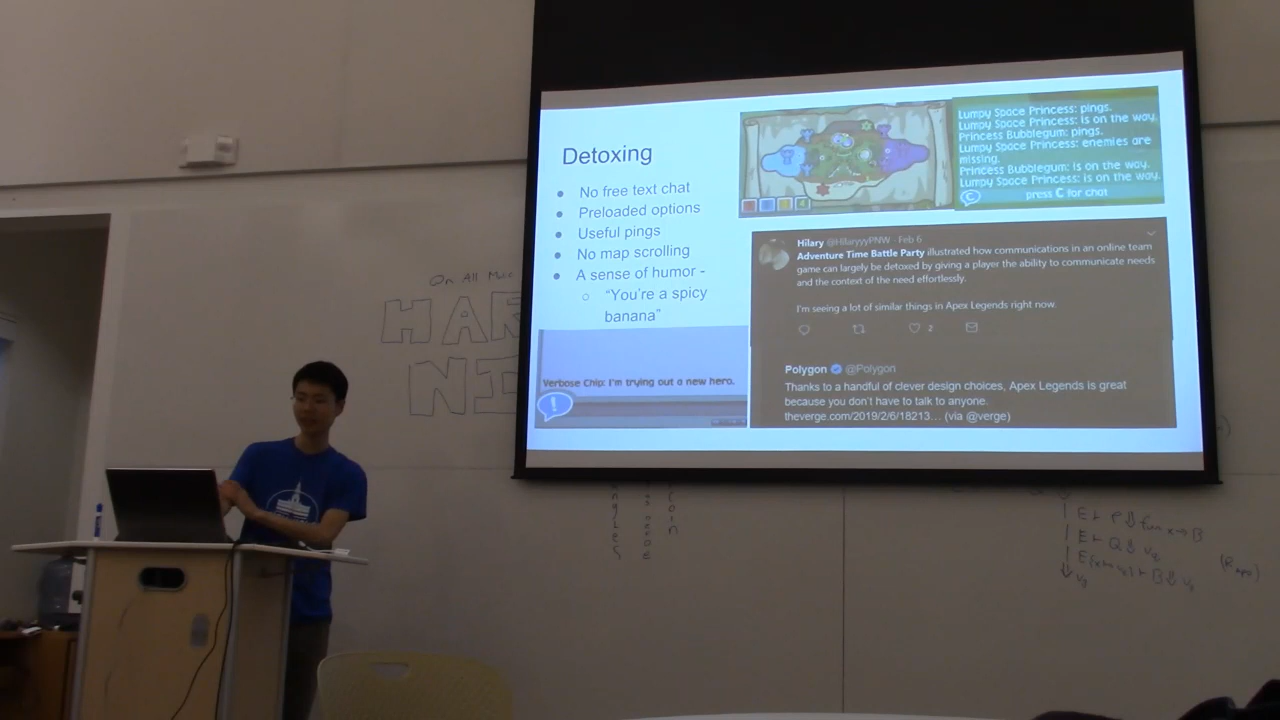 Detoxing
● No free text chat
● Preloaded options
● Useful pings
● No map scrolling
● A sense of humor -
○ “You're a spicy
banana”
Verbose Chip: I'm trying out a new hero.
Lumpy Space Princess: pings.
Lumpy Space Princess: is on the way.
Princess Bubblegum: pings.
Lumpy Space Princess: enemies are
missing.
Princess Bubblegum: is on the way.
Lumpy Space Princess: is on the way.
C press C for chat
Hilary @HilaryyyPNW · Feb 6
Adventure Time Battle Party illustrated how communications in an online team
game can largely be detoxed by giving a player the ability to communicate needs
and the context of the need effortlessly.
I'm seeing a lot of similar things in Apex Legends right now.
2
Polygon @Polygon
Thanks to a handful of clever design choices, Apex Legends is great
because you don't have to talk to anyone.
theverge.com/2019/2/6/18213... (via @verge)
On All
HA
NI